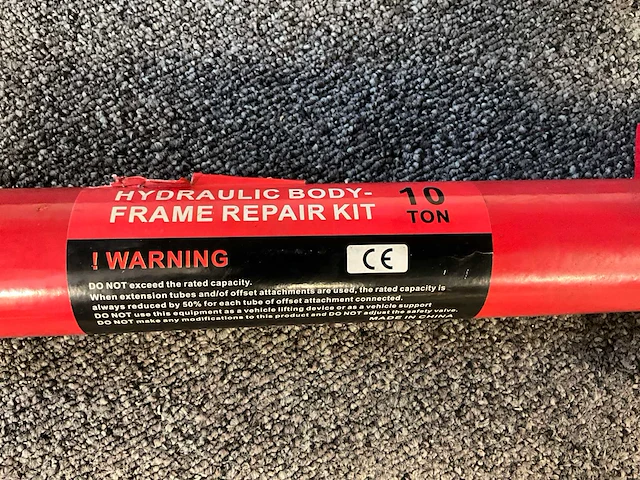 HYDRAULIC BODY-
FRAME REPAIR KIT
10
TON
! WARNING
CE
DO NOT exceed the rated capacity.
When extension tubes and/of offset attachments are used, the rated capacity is
always reduced by 50% for each tube of offset attachment connected.
DO NOT use this equipment as a vehicle lifting device or as a vehicle support
DO NOT make any modifications to this product and DO NOT adjust the safety valve.
MADE IN CHINA